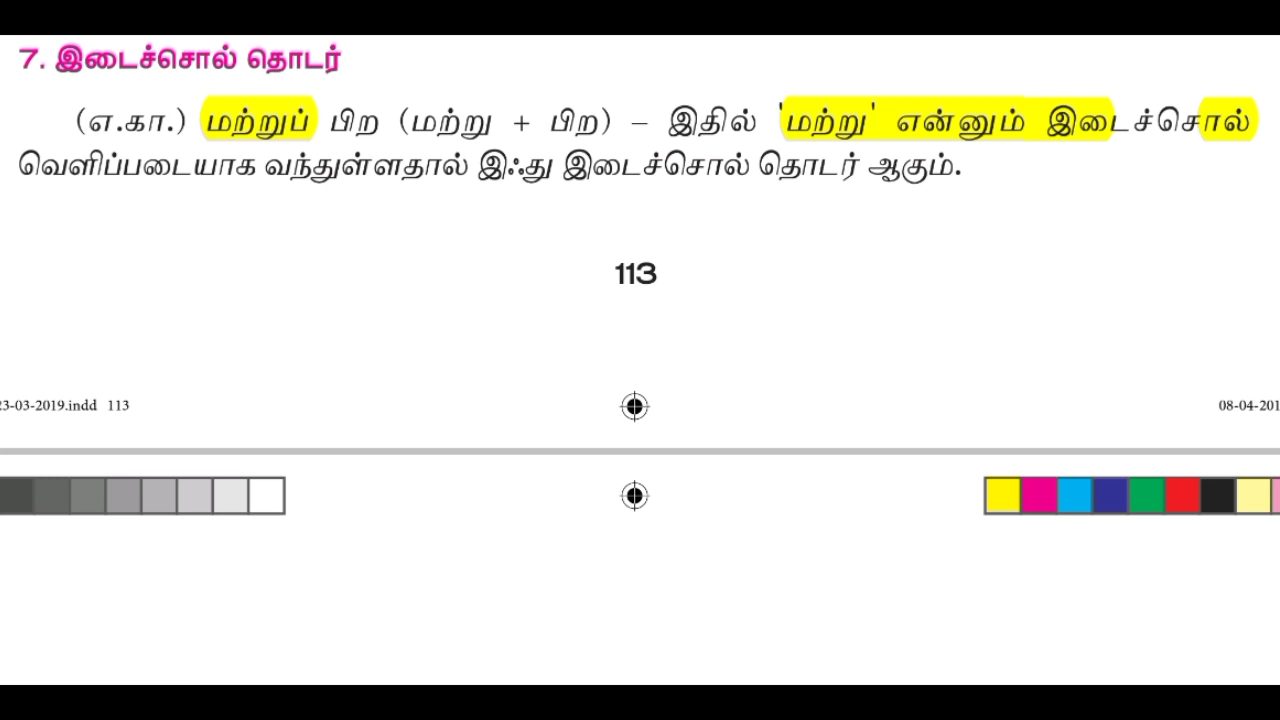 7. இடைச்சொல் தொடர்
(எ.கா.) மற்றுப் பிற (மற்று + பிற) – இதில் 'மற்று' என்னும் இடைச்சொல்
வெளிப்படையாக வந்துள்ளதால் இஃது இடைச்சொல் தொடர் ஆகும்.
113
23-03-2019.indd 113
08-04-201